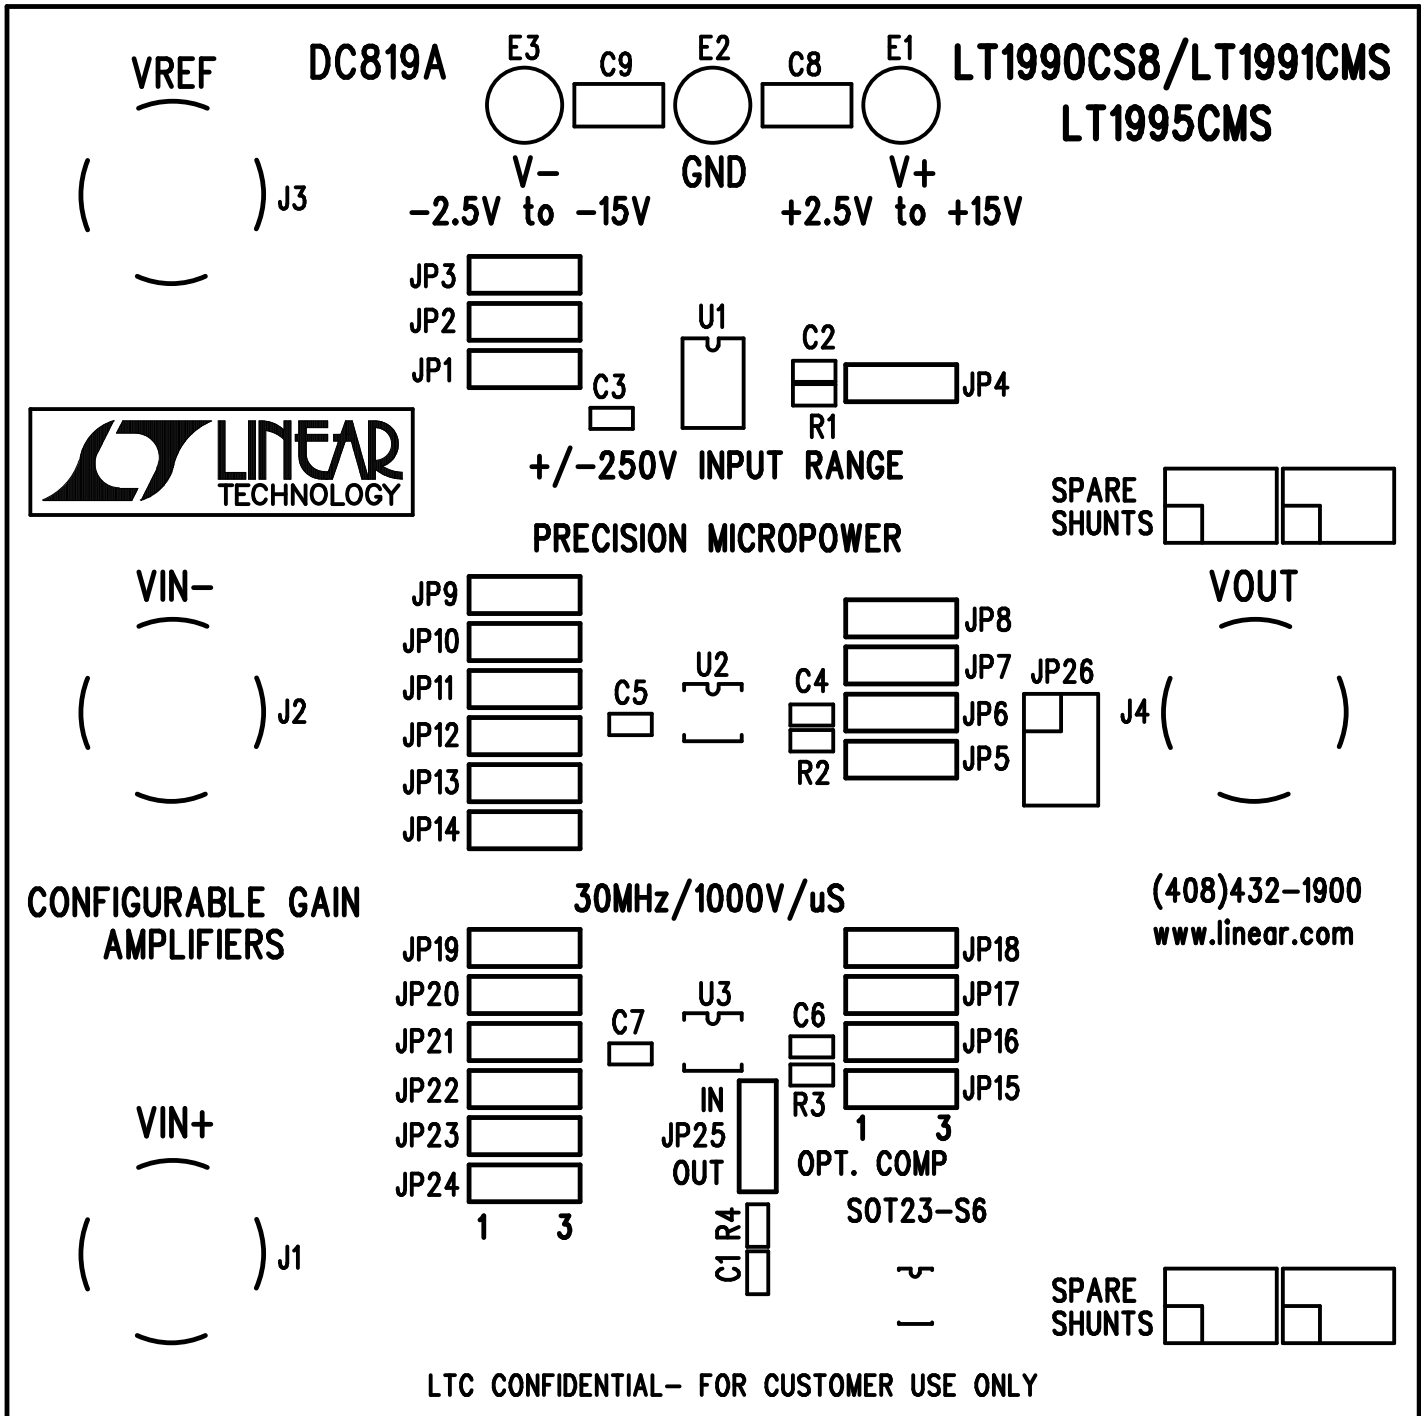 VREF
DC819A
E3
C9
E2
C8
E1
LT1990CS8/LT1991CMS
LT1995CMS
V-
GND
V+
-2.5V to -15V
+2.5V to +15V
J3
JP3
JP2
JP1
U1
C2
C3
R1
JP4
LINEAR
TECHNOLOGY
+/-250V INPUT RANGE
SPARE
SHUNTS
PRECISION MICROPOWER
VIN-
VOUT
JP9
JP10
JP11
JP12
JP13
JP14
J2
C5
U2
C4
R2
JP8
JP7
JP6
JP5
JP26
J4
CONFIGURABLE GAIN
AMPLIFIERS
30MHz/1000V/uS
(408)432-1900
www.linear.com
JP19
JP20
JP21
JP22
JP23
JP24
1 3
C7
U3
C6
R3
JP18
JP17
JP16
JP15
1 3
IN
JP25
OUT
OPT. COMP
SOT23-S6
R4
C1
VIN+
J1
SPARE
SHUNTS
LTC CONFIDENTIAL- FOR CUSTOMER USE ONLY